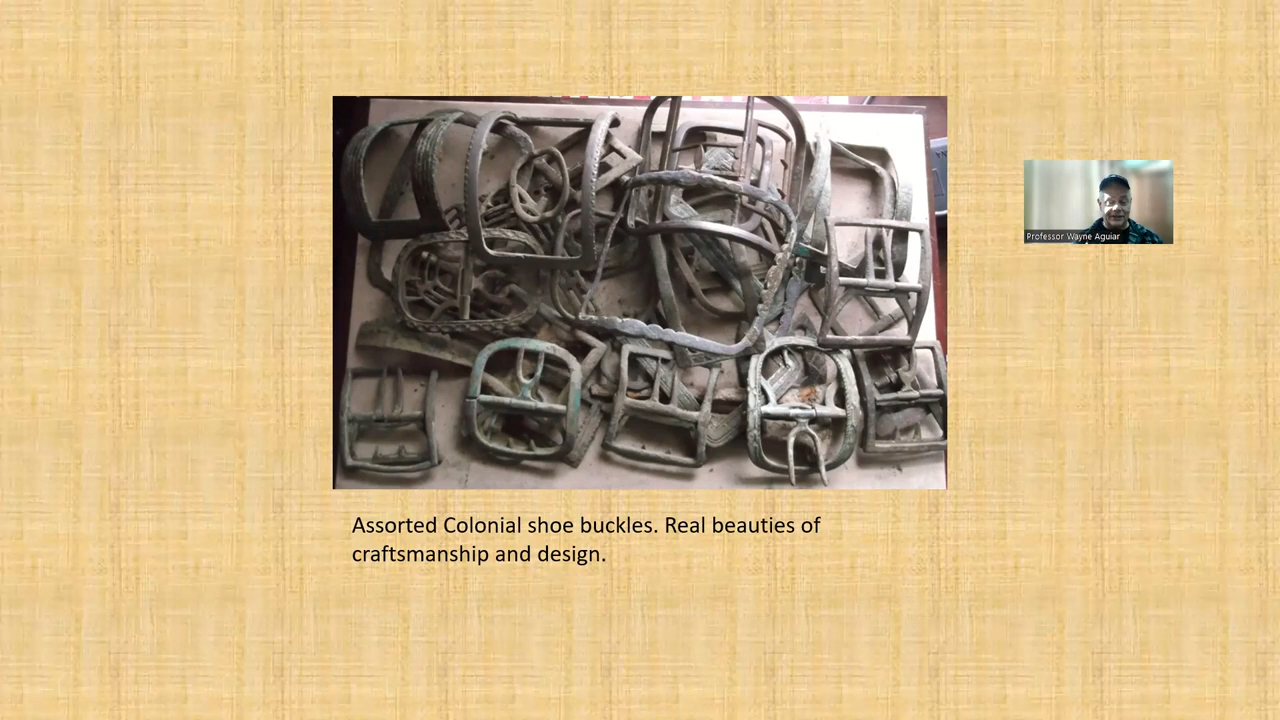 Professor Wayne Aguiar
Assorted Colonial shoe buckles. Real beauties of
craftsmanship and design.